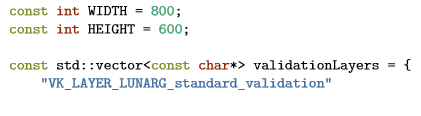 const int WIDTH = 800;
const int HEIGHT = 600;
const std::vector<const char*> validationLayers = {
"VK_LAYER_LUNARG_standard_validation"